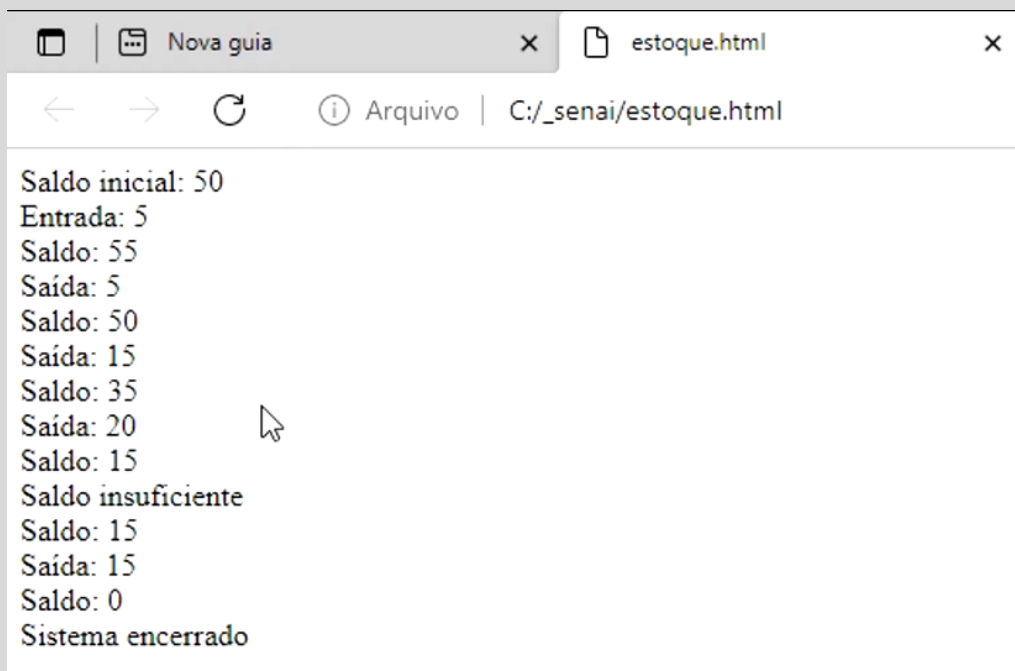 Nova guia
estoque.html
Arquivo
C:/_senai/estoque.html
Saldo inicial: 50
Entrada: 5
Saldo: 55
Saída: 5
Saldo: 50
Saída: 15
Saldo: 35
Saída: 20
Saldo: 15
Saldo insuficiente
Saldo: 15
Saída: 15
Saldo: 0
Sistema encerrado